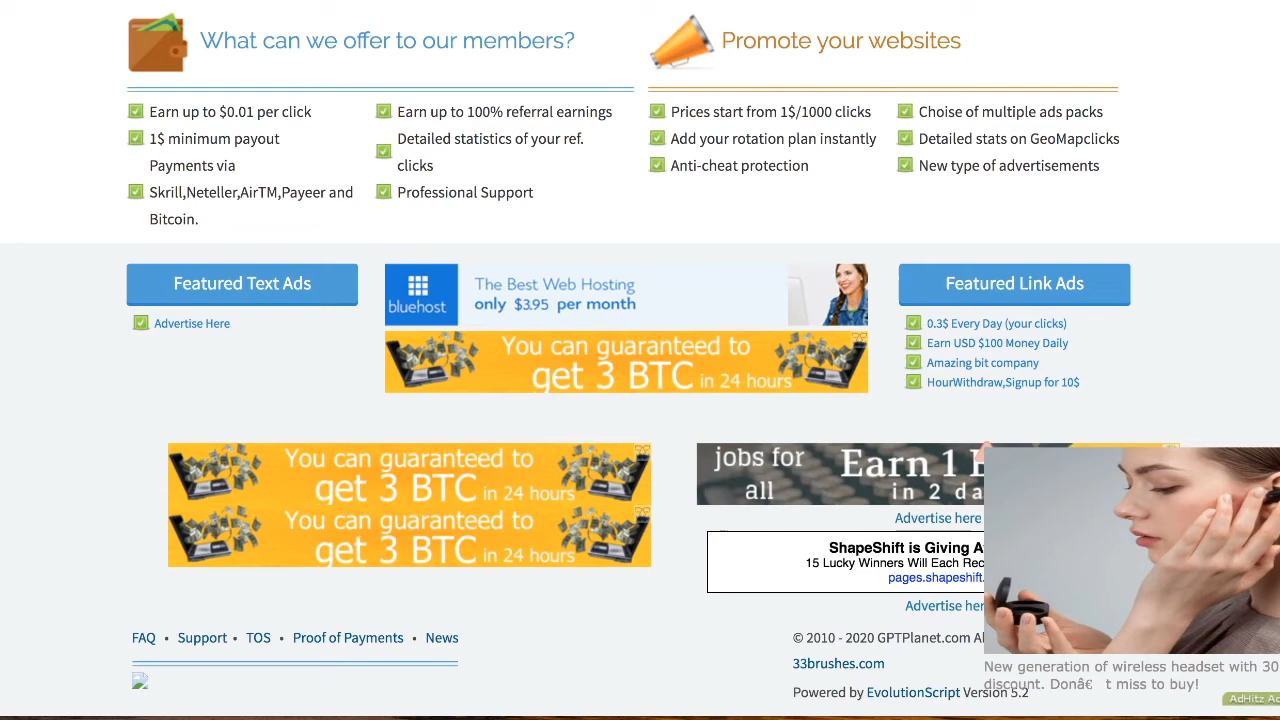 What can we offer to our members?
Earn up to $0.01 per click
1$ minimum payout
Payments via
Skrill,Neteller,AirTM,Payeer and
Bitcoin.
Earn up to 100% referral earnings
Detailed statistics of your ref.
clicks
Professional Support
Promote your websites
Prices start from 1$/1000 clicks
Add your rotation plan instantly
Anti-cheat protection
Choise of multiple ads packs
Detailed stats on GeoMapclicks
New type of advertisements
Featured Text Ads
Advertise Here
bluehost
The Best Web Hosting
only $3.95 per month
You can guaranteed to
get 3 BTC in 24 hours
Featured Link Ads
0.3$ Every Day (your clicks)
Earn USD $100 Money Daily
Amazing bit company
HourWithdraw,Signup for 10$
You can guaranteed to
get 3 BTC in 24 hours
You can guaranteed to
get 3 BTC in 24 hours
jobs for
all
Earn 1
in 2
Advertise here
ShapeShift is Giving
15 Lucky Winners Will Each
pages.shapeshift.
Advertise
FAQ • Support • TOS • Proof of Payments • News
© 2010 - 2020 GPTPlanet.com
33brushes.com
Powered by EvolutionScript Version 5.2
New generation of wireless headset with 30
discount. Donâ€ t miss to buy!
AdHitz